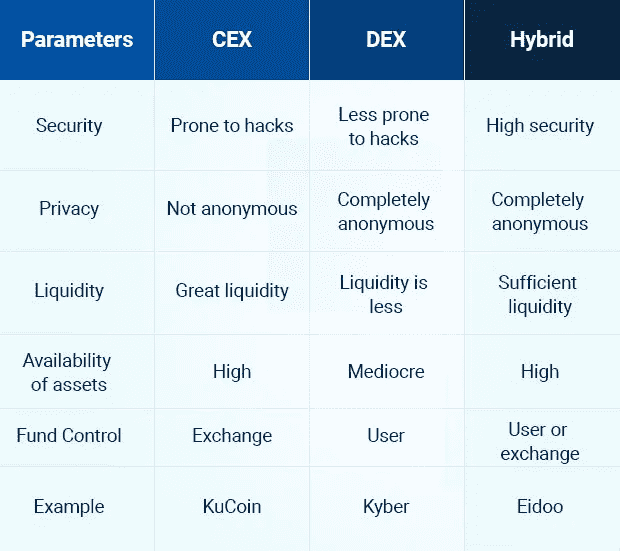 Parameters CEX DEX Hybrid
Security Prone to hacks Less prone to hacks High security
Privacy Not anonymous Completely anonymous Completely anonymous
Liquidity Great liquidity Liquidity is less Sufficient liquidity
Availability of assets High Mediocre High
Fund Control Exchange User User or exchange
Example KuCoin Kyber Eidoo